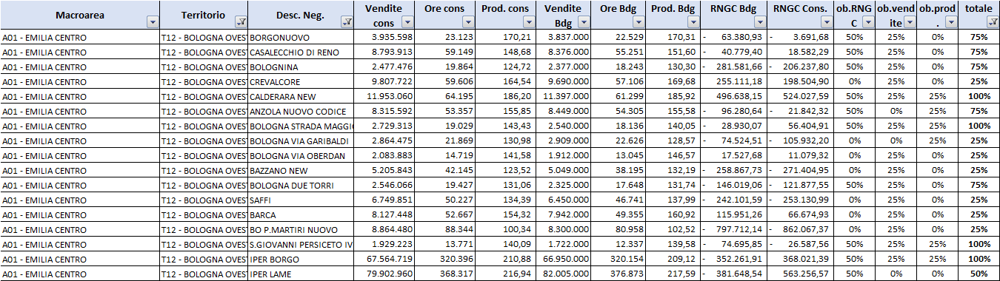 Macroarea Territorio Desc. Neg. Vendite cons Ore cons Prod. cons Vendite Bdg Ore Bdg Prod. Bdg RNGC Bdg RNGC Cons. ob.RNGC ob.vendite ob.prod. totale
A01 - EMILIA CENTRO T12 - BOLOGNA OVEST BORGONUOVO 3.935.598 23.123 170,21 3.837.000 22.529 170,31 - 63.380,93 - 3.691,68 50% 25% 0% 75%
A01 - EMILIA CENTRO T12 - BOLOGNA OVEST CASALECCHIO DI RENO 8.793.913 59.149 148,68 8.376.000 55.251 151,60 - 40.779,40 - 18.582,29 50% 25% 0% 75%
A01 - EMILIA CENTRO T12 - BOLOGNA OVEST BOLOGNINA 2.477.476 19.864 124,72 2.377.000 18.243 130,30 - 281.581,66 - 206.237,80 50% 25% 0% 75%
A01 - EMILIA CENTRO T12 - BOLOGNA OVEST CREVALCORE 9.807.722 59.606 164,54 9.690.000 57.106 169,68 255.111,18 198.504,90 0% 25% 0% 25%
A01 - EMILIA CENTRO T12 - BOLOGNA OVEST CALDERARA NEW 11.953.060 64.195 186,20 11.397.000 61.299 185,92 496.638,15 524.027,59 50% 25% 25% 100%
A01 - EMILIA CENTRO T12 - BOLOGNA OVEST ANZOLA NUOVO CODICE 8.315.592 53.357 155,85 8.449.000 54.305 155,58 - 96.280,64 - 21.842,32 50% 0% 25% 75%
A01 - EMILIA CENTRO T12 - BOLOGNA OVEST BOLOGNA STRADA MAGGIO 2.729.313 19.029 143,43 2.540.000 18.136 140,05 - 28.930,07 56.404,91 50% 25% 25% 100%
A01 - EMILIA CENTRO T12 - BOLOGNA OVEST BOLOGNA VIA GARIBALDI 2.864.475 21.869 130,98 2.909.000 22.626 128,57 - 74.524,51 - 105.932,20 0% 0% 25% 25%
A01 - EMILIA CENTRO T12 - BOLOGNA OVEST BOLOGNA VIA OBERDAN 2.083.883 14.719 141,58 1.912.000 13.045 146,57 17.527,68 11.079,32 0% 25% 0% 25%
A01 - EMILIA CENTRO T12 - BOLOGNA OVEST BAZZANO NEW 5.205.843 42.145 123,52 5.049.000 38.195 132,19 - 258.867,73 - 271.404,95 0% 25% 0% 25%
A01 - EMILIA CENTRO T12 - BOLOGNA OVEST BOLOGNA DUE TORRI 2.546.066 19.427 131,06 2.325.000 17.648 131,74 - 146.019,06 - 121.877,55 50% 25% 0% 75%
A01 - EMILIA CENTRO T12 - BOLOGNA OVEST SAFFI 6.749.851 50.227 134,39 6.450.000 46.741 137,99 - 242.101,59 - 253.130,99 0% 25% 0% 25%
A01 - EMILIA CENTRO T12 - BOLOGNA OVEST BARCA 8.127.448 52.667 154,32 7.942.000 49.355 160,92 115.951,26 66.674,93 0% 25% 0% 25%
A01 - EMILIA CENTRO T12 - BOLOGNA OVEST BO P.MARTIRI NUOVO 8.864.480 88.344 100,34 8.300.000 80.958 102,52 - 797.712,14 - 862.067,37 0% 25% 0% 25%
A01 - EMILIA CENTRO T12 - BOLOGNA OVEST S.GIOVANNI PERSICETO IV 1.929.223 13.771 140,09 1.722.000 12.337 139,58 - 74.695,85 - 26.587,56 50% 25% 25% 100%
A01 - EMILIA CENTRO T12 - BOLOGNA OVEST IPER BORGO 67.564.719 320.396 210,88 66.950.000 320.154 209,12 - 352.261,91 368.021,39 50% 25% 25% 100%
A01 - EMILIA CENTRO T12 - BOLOGNA OVEST IPER LAME 79.902.960 368.317 216,94 82.005.000 376.873 217,59 - 381.648,54 563.256,57 50% 0% 0% 50%